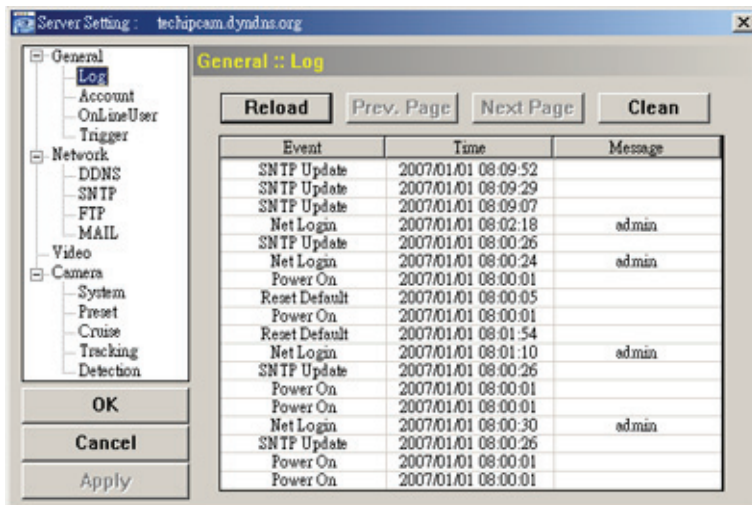 Server Setting : techipcam.dyndns.org
General
Log
Account
OnLineUser
Trigger
Network
DDNS
SNTP
FTP
MAIL
Video
Camera
System
Preset
Cruise
Tracking
Detection
OK
Cancel
Apply
General :: Log
Reload Prev. Page Next Page Clean
Event Time Message
SNTP Update 2007/01/01 08:09:52
SNTP Update 2007/01/01 08:09:29
SNTP Update 2007/01/01 08:09:07
Net Login 2007/01/01 08:02:18 admin
SNTP Update 2007/01/01 08:00:26
Net Login 2007/01/01 08:00:24 admin
Power On 2007/01/01 08:00:01
Reset Default 2007/01/01 08:00:05
Power On 2007/01/01 08:00:01
Reset Default 2007/01/01 08:01:54
Net Login 2007/01/01 08:01:10 admin
SNTP Update 2007/01/01 08:00:26
Power On 2007/01/01 08:00:01
Power On 2007/01/01 08:00:01
Net Login 2007/01/01 08:00:30 admin
SNTP Update 2007/01/01 08:00:26
Power On 2007/01/01 08:00:01
Power On 2007/01/01 08:00:01